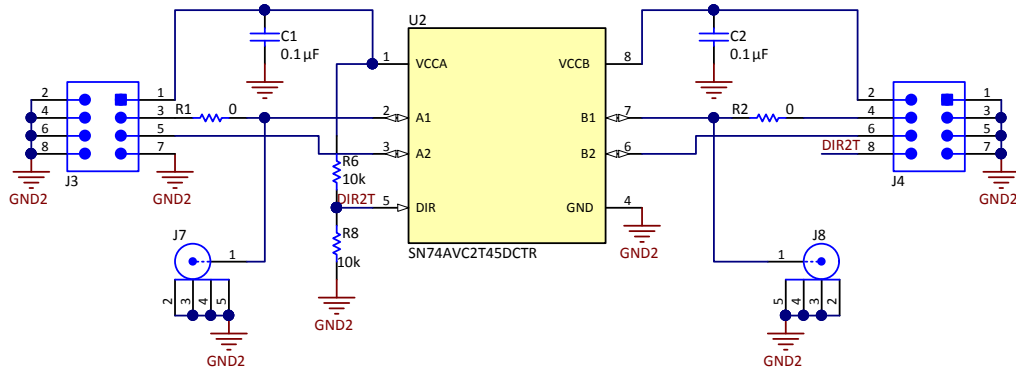 U2
C1
0.1µF
C2
0.1µF
1 VCCA VCCB 8
2 1
4 3
6 5
8 7
R1 0
2 A1 B1 7
R2 0
2 1
4 3
6 5
DIR2T 8 7
3 A2 B2 6
J3
GND2
GND2
R6
10k
DIR2T 5 DIR GND 4
J4
GND2
GND2
R8
10k
SN74AVC2T45DCTR
J7
1
2 3 4 5
GND2
GND2
J8
1
5 4 3 2
GND2